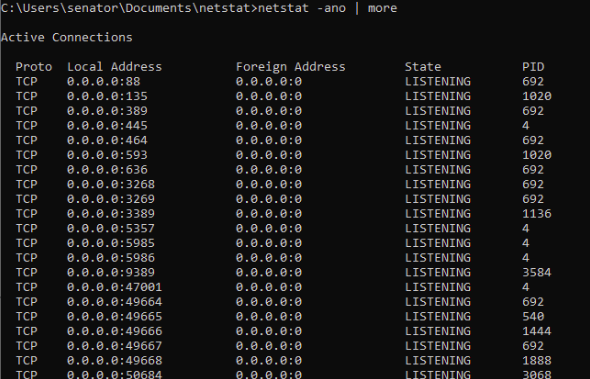 C:\Users\senator\Documents\netstat>netstat -ano | more
Active Connections
Proto Local Address Foreign Address State PID
TCP 0.0.0.0:88 0.0.0.0:0 LISTENING 692
TCP 0.0.0.0:135 0.0.0.0:0 LISTENING 1020
TCP 0.0.0.0:389 0.0.0.0:0 LISTENING 692
TCP 0.0.0.0:445 0.0.0.0:0 LISTENING 4
TCP 0.0.0.0:464 0.0.0.0:0 LISTENING 692
TCP 0.0.0.0:593 0.0.0.0:0 LISTENING 1020
TCP 0.0.0.0:636 0.0.0.0:0 LISTENING 692
TCP 0.0.0.0:3268 0.0.0.0:0 LISTENING 692
TCP 0.0.0.0:3269 0.0.0.0:0 LISTENING 692
TCP 0.0.0.0:3389 0.0.0.0:0 LISTENING 1136
TCP 0.0.0.0:5357 0.0.0.0:0 LISTENING 4
TCP 0.0.0.0:5985 0.0.0.0:0 LISTENING 4
TCP 0.0.0.0:5986 0.0.0.0:0 LISTENING 4
TCP 0.0.0.0:9389 0.0.0.0:0 LISTENING 3584
TCP 0.0.0.0:47001 0.0.0.0:0 LISTENING 4
TCP 0.0.0.0:49664 0.0.0.0:0 LISTENING 692
TCP 0.0.0.0:49665 0.0.0.0:0 LISTENING 540
TCP 0.0.0.0:49666 0.0.0.0:0 LISTENING 1444
TCP 0.0.0.0:49667 0.0.0.0:0 LISTENING 692
TCP 0.0.0.0:49668 0.0.0.0:0 LISTENING 1888
TCP 0.0.0.0:50684 0.0.0.0:0 LISTENING 3068